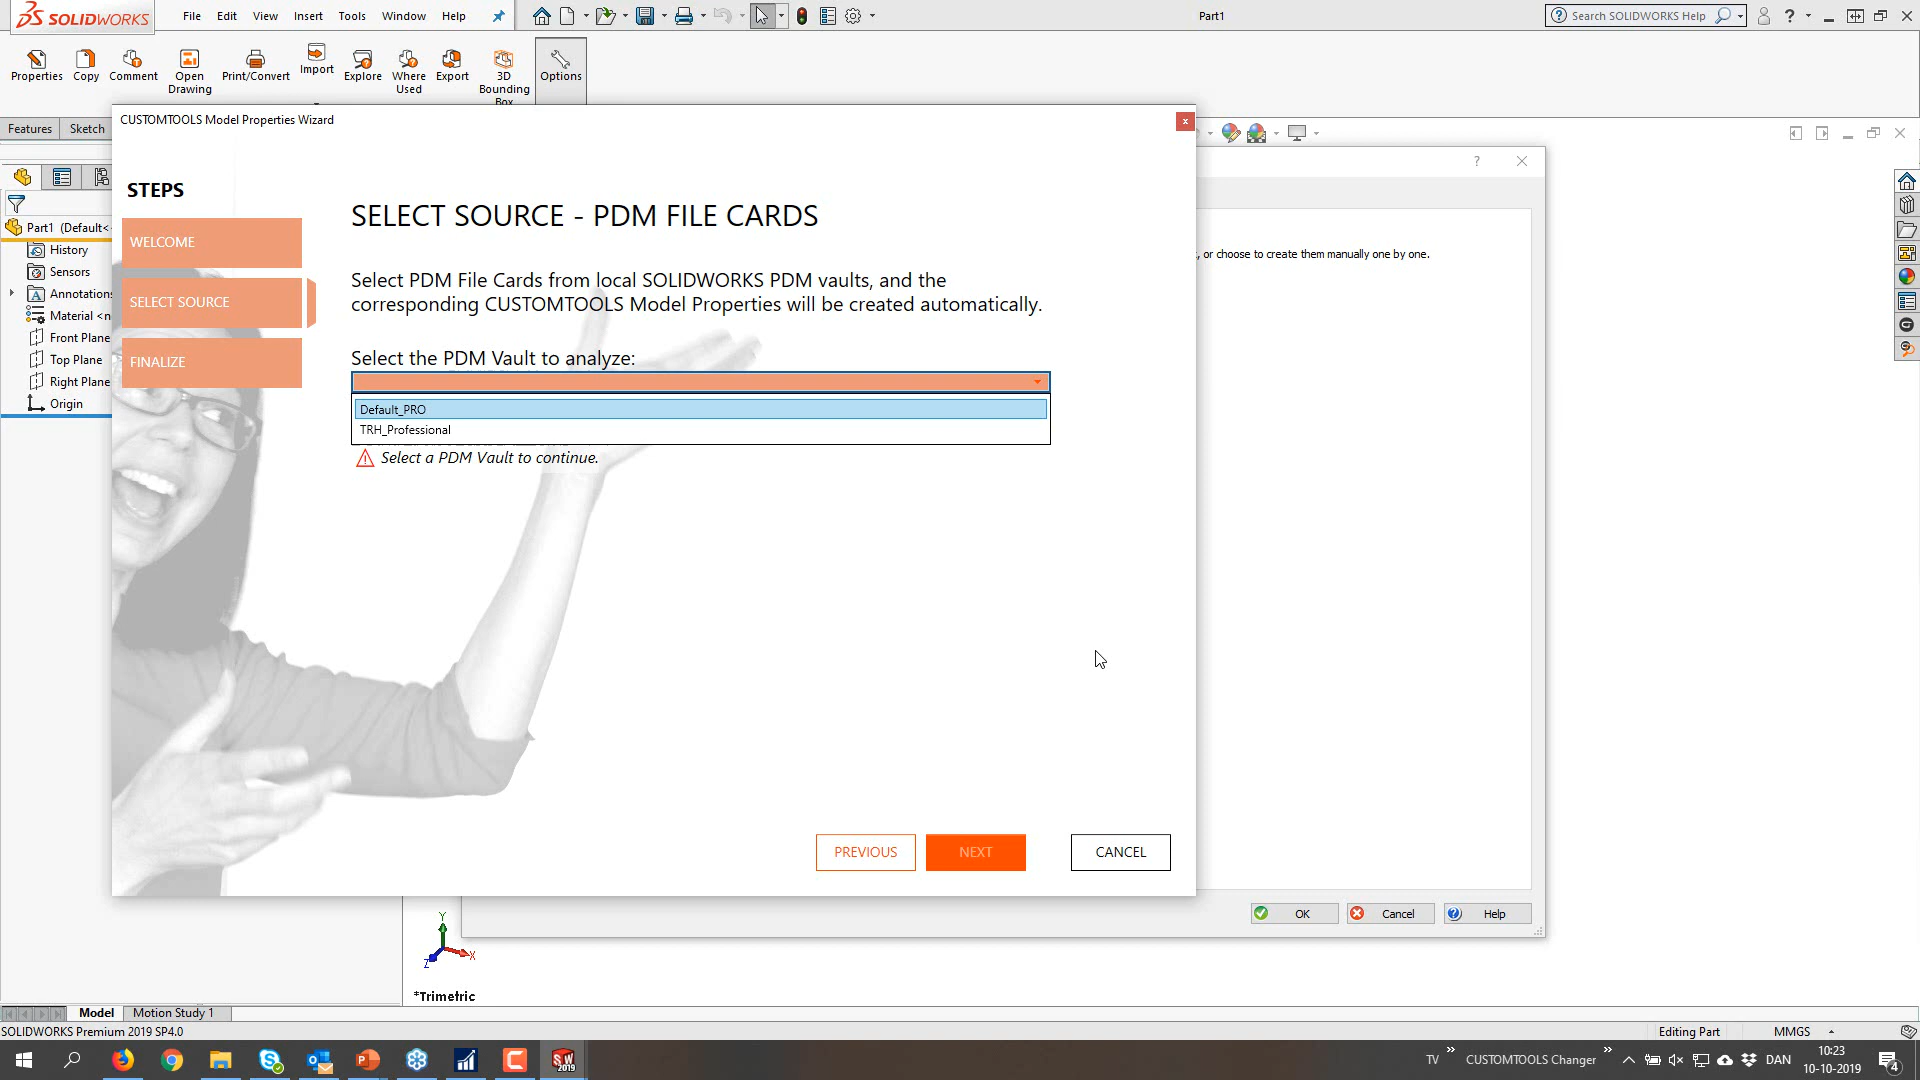 SOLIDWORKS
File Edit View Insert Tools Window Help
Part1
Search SOLIDWORKS Help
?
Properties
Copy
Comment
Open
Drawing
Print/Convert
Import
Explore
Where
Used
Export
3D
Bounding
Box
Options
Features
Sketch
CUSTOMTOOLS Model Properties Wizard
x
?
STEPS
WELCOME
SELECT SOURCE
FINALIZE
Part1 (Default<
History
Sensors
Annotation
Material <n
Front Plane
Top Plane
Right Plane
Origin
SELECT SOURCE - PDM FILE CARDS
Select PDM File Cards from local SOLIDWORKS PDM vaults, and the
corresponding CUSTOMTOOLS Model Properties will be created automatically.
Select the PDM Vault to analyze:
Default_PRO
TRH_Professional
Select a PDM Vault to continue.
, or choose to create them manually one by one.
PREVIOUS
NEXT
CANCEL
OK
Cancel
Help
Y
X
Z
*Trimetric
Model
Motion Study 1
SOLIDWORKS Premium 2019 SP4.0
Editing Part
MMGS
TV
CUSTOMTOOLS Changer
DAN
10:23
10-10-2019
4
SW
2019